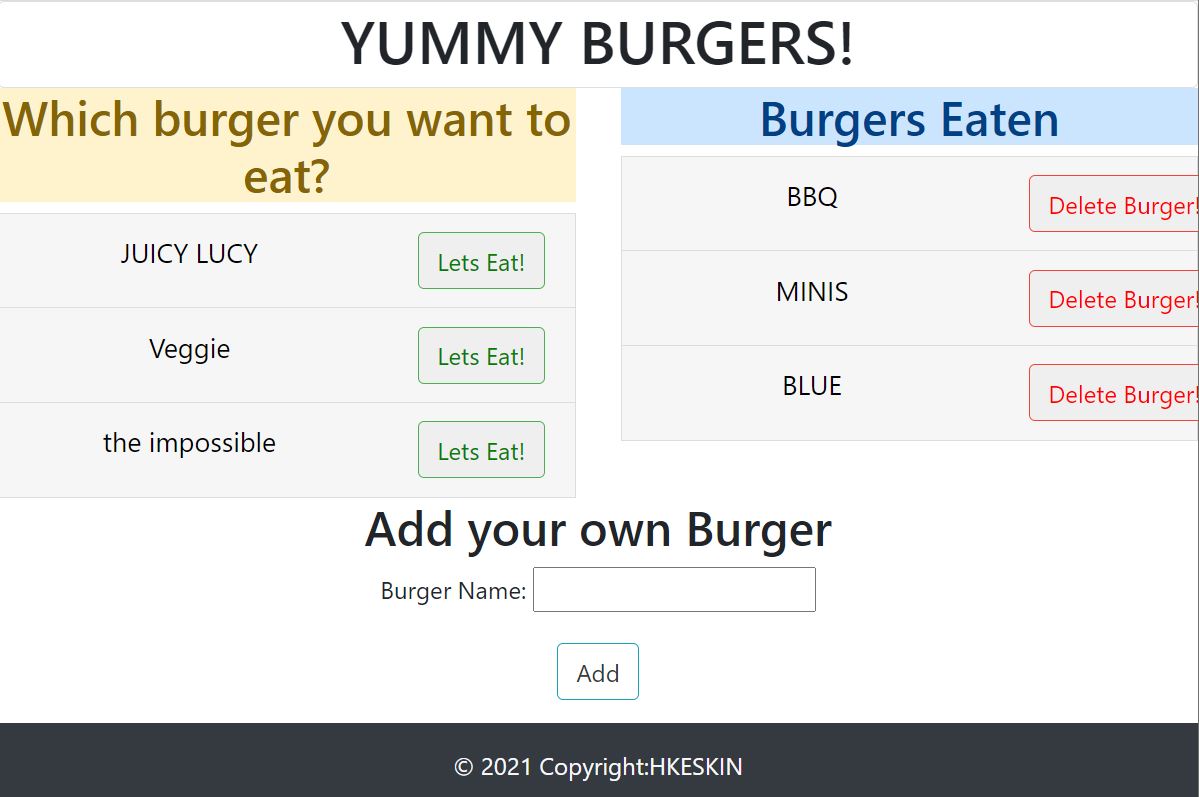 YUMMY BURGERS!
Which burger you want to
eat?
JUICY LUCY
Lets Eat!
Veggie
Lets Eat!
the impossible
Lets Eat!
Burgers Eaten
BBQ
Delete Burger!
MINIS
Delete Burger!
BLUE
Delete Burger!
Add your own Burger
Burger Name:
Add
© 2021 Copyright:HKESKIN